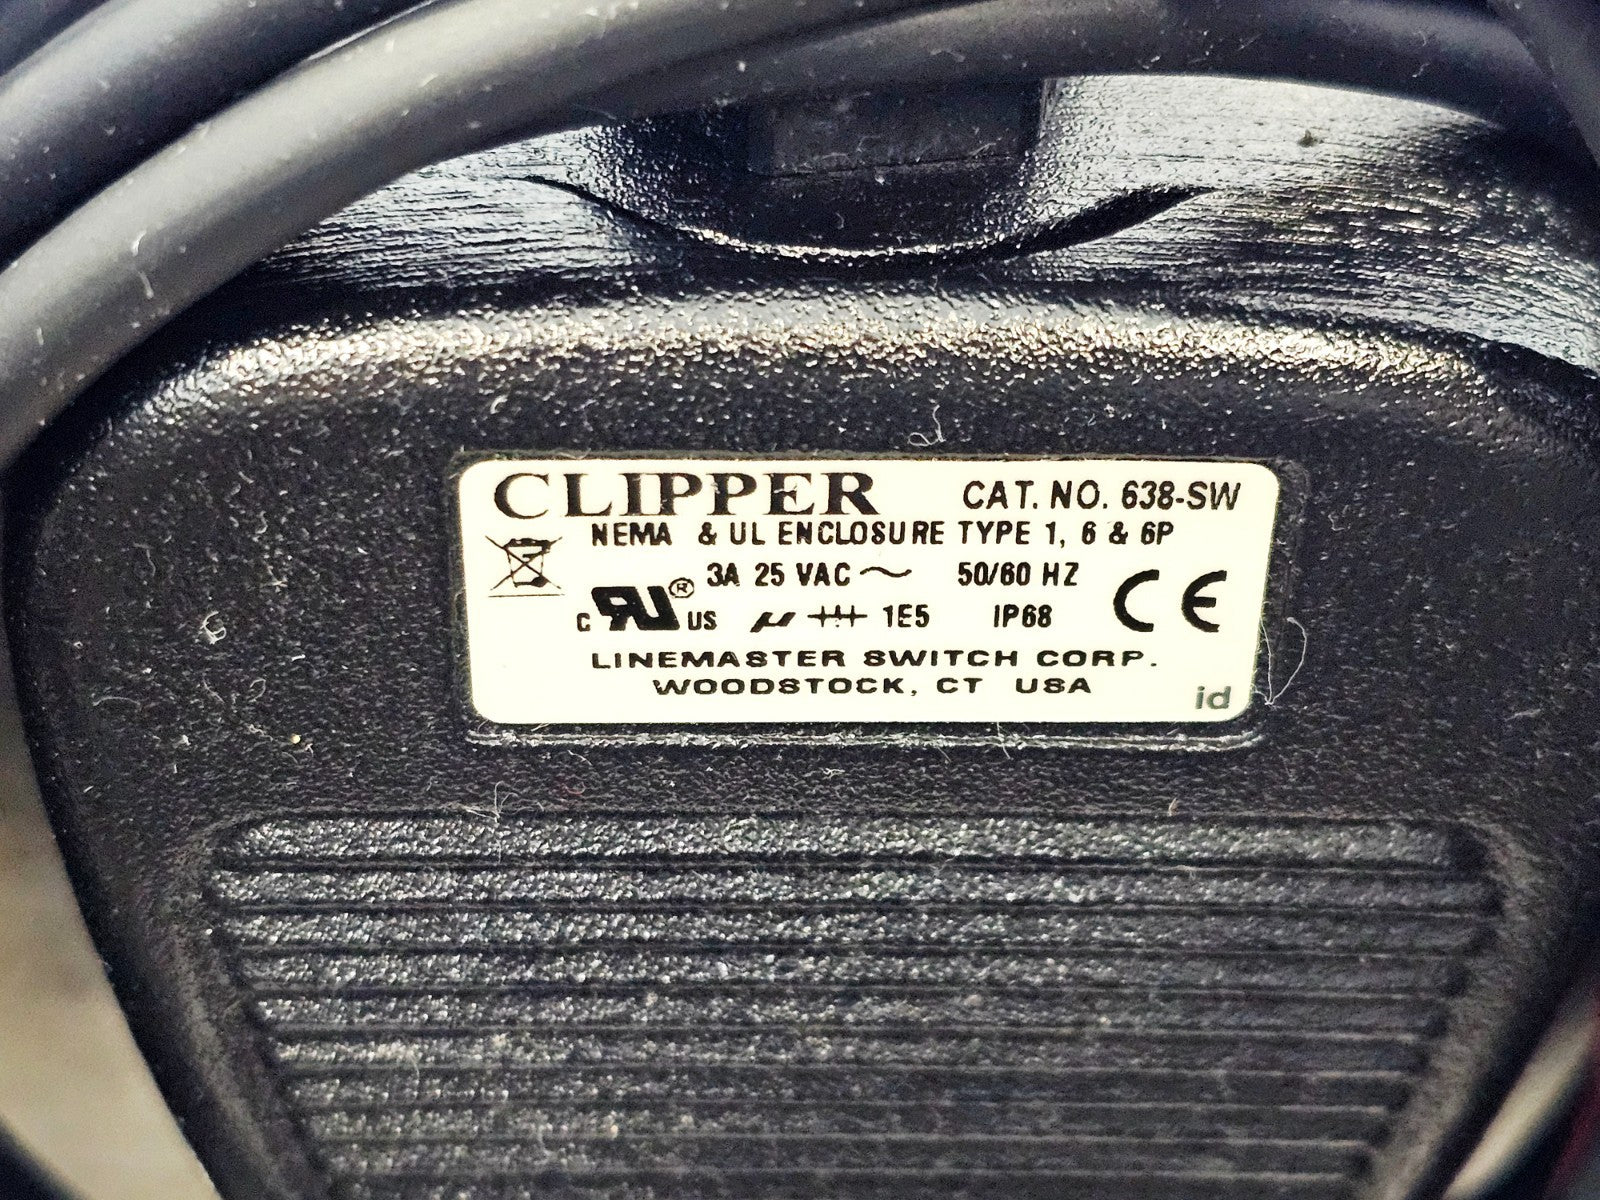 CLIPPER CAT. NO. 638-SW
NEMA & UL ENCLOSURE TYPE 1, 6 & 6P
3A 25 VAC ~ 50/60 HZ
c RU ® US µ 1E5 IP68 CE
LINEMASTER SWITCH CORP.
WOODSTOCK, CT USA
id